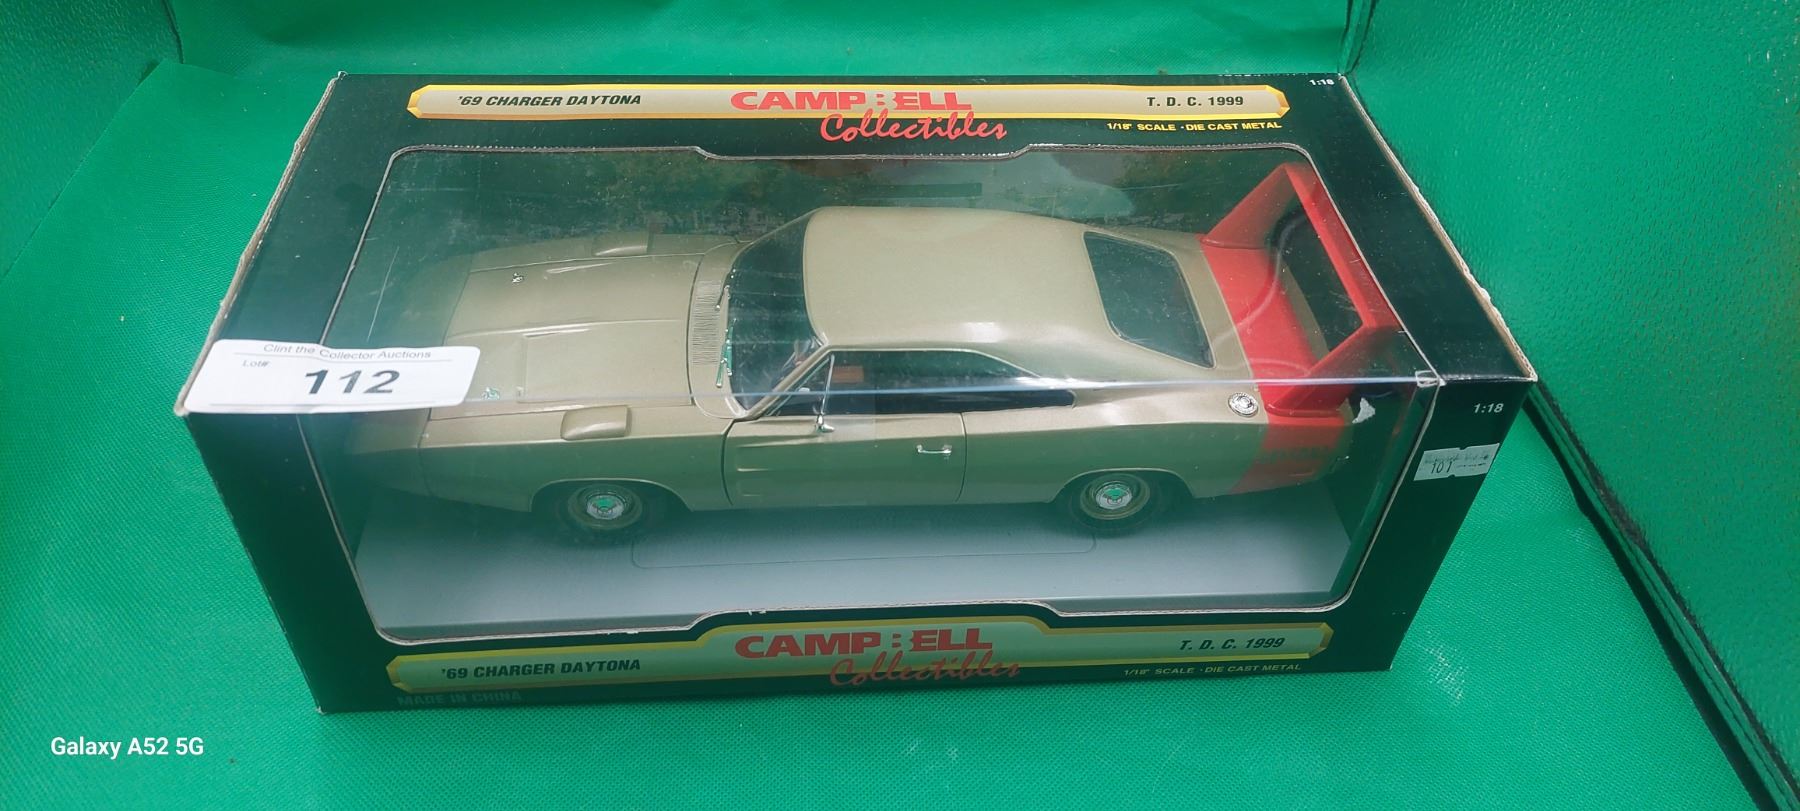 1:18
'69 CHARGER DAYTONA
CAMPBELL
Collectibles
T. D. C. 1999
1/18" SCALE · DIE CAST METAL
Clint the Collector Auctions
Lot#
112
1:18
101
'69 CHARGER DAYTONA
CAMPBELL
Collectibles
T. D. C. 1999
1/18" SCALE · DIE CAST METAL
MADE IN CHINA
Galaxy A52 5G